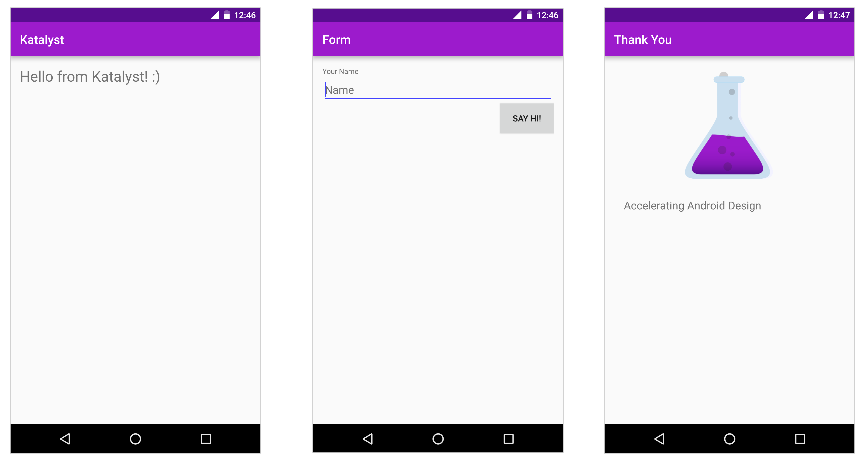 12:46
Katalyst
Hello from Katalyst! :)
12:46
Form
Your Name
Name
SAY HI!
12:47
Thank You
Accelerating Android Design